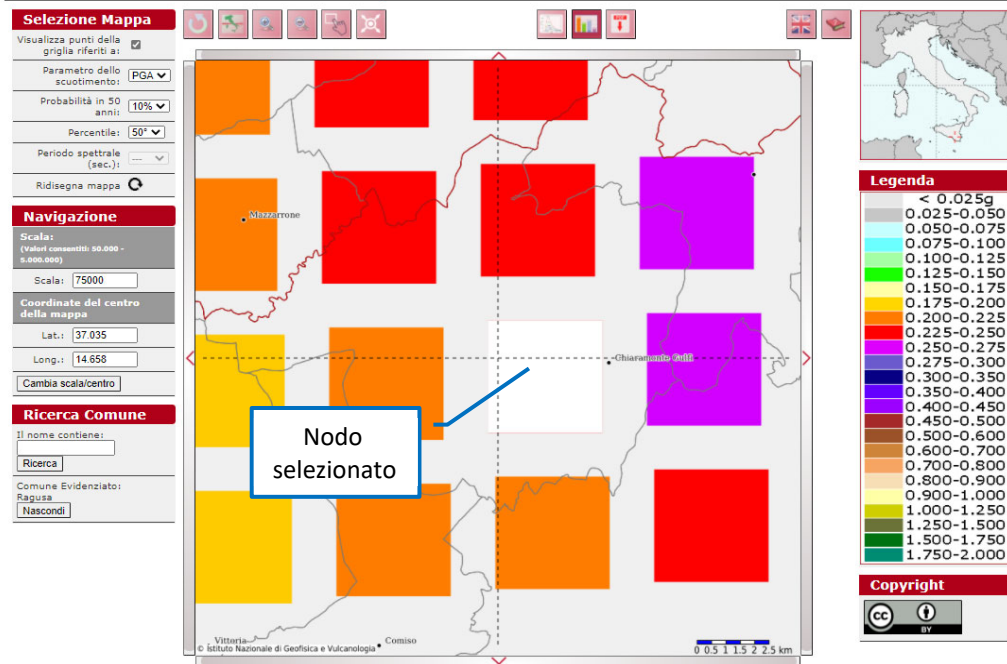 Selezione Mappa
Visualizza punti della
griglia riferiti a:
Parametro dello
scuotimento:
PGA
Probabilità in 50
anni:
10%
Percentile:
50°
Periodo spettrale
(sec.):
---
Ridisegna mappa
Navigazione
Scala:
(Valori consentiti: 50.000 -
5.000.000)
Scala:
75000
Coordinate del centro
della mappa
Lat.:
37.035
Long.:
14.658
Cambia scala/centro
Ricerca Comune
Il nome contiene:
Ricerca
Comune Evidenziato:
Ragusa
Nascondi
Mazzarrone
Chiaramonte Gulfi
Nodo
selezionato
Vittoria
Comiso
© Istituto Nazionale di Geofisica e Vulcanologia
0 0.5 1 1.5 2 2.5 km
Legenda
< 0.025g
0.025-0.050
0.050-0.075
0.075-0.100
0.100-0.125
0.125-0.150
0.150-0.175
0.175-0.200
0.200-0.225
0.225-0.250
0.250-0.275
0.275-0.300
0.300-0.350
0.350-0.400
0.400-0.450
0.450-0.500
0.500-0.600
0.600-0.700
0.700-0.800
0.800-0.900
0.900-1.000
1.000-1.250
1.250-1.500
1.500-1.750
1.750-2.000
Copyright
cc
BY